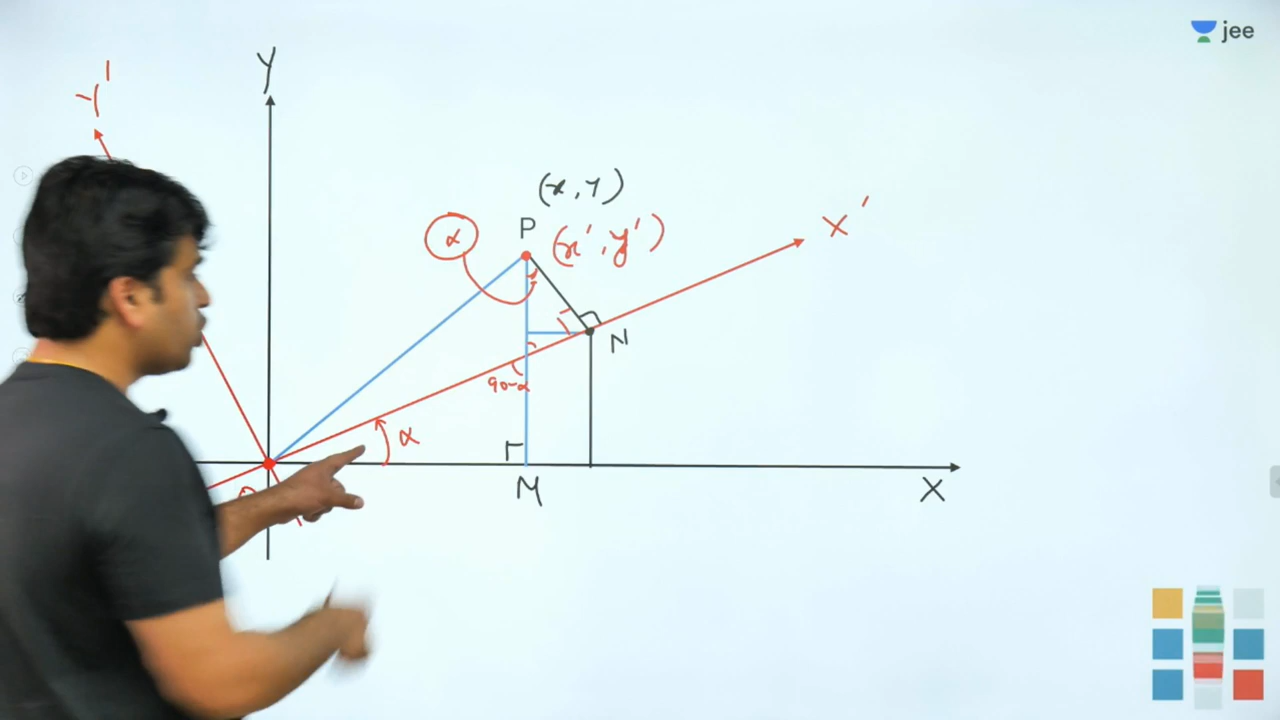 jee
Y
Y'
(x, y)
α
P
(x', y')
X'
N
90-α
α
M
X